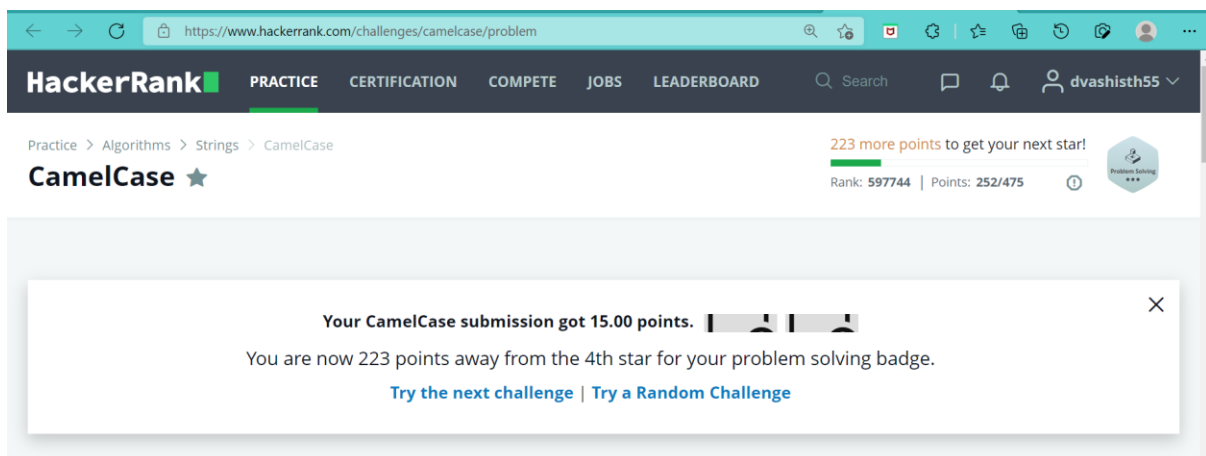 https://www.hackerrank.com/challenges/camelcase/problem
HackerRank PRACTICE CERTIFICATION COMPETE JOBS LEADERBOARD Search dvashisth55
Practice > Algorithms > Strings > CamelCase
223 more points to get your next star!
CamelCase
Rank: 597744 | Points: 252/475
Problem Solving
Your CamelCase submission got 15.00 points.
You are now 223 points away from the 4th star for your problem solving badge.
Try the next challenge | Try a Random Challenge